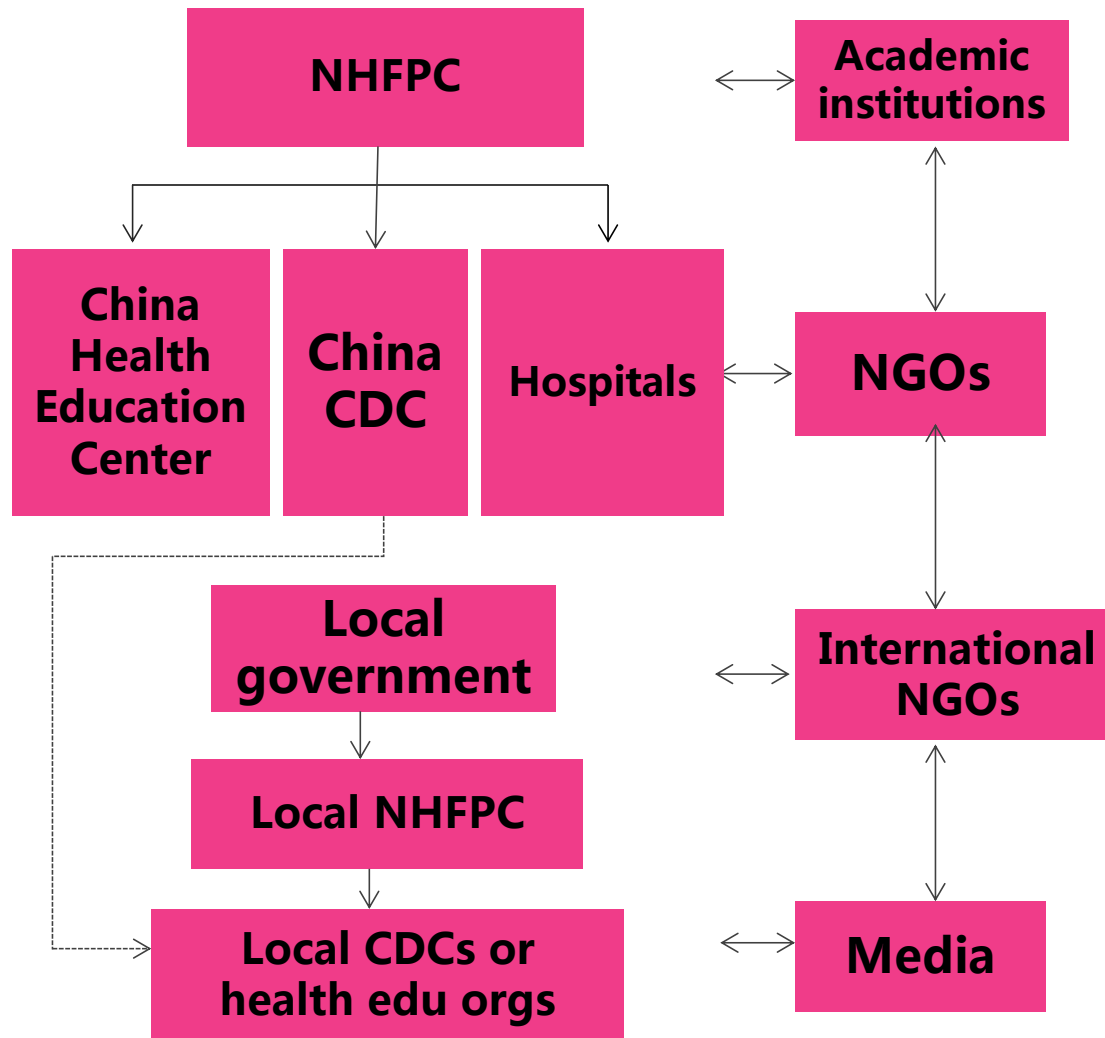 NHFPC
Academic
institutions
China
Health
Education
Center
China
CDC
Hospitals
NGOs
Local
government
International
NGOs
Local NHFPC
Local CDCs or
health edu orgs
Media